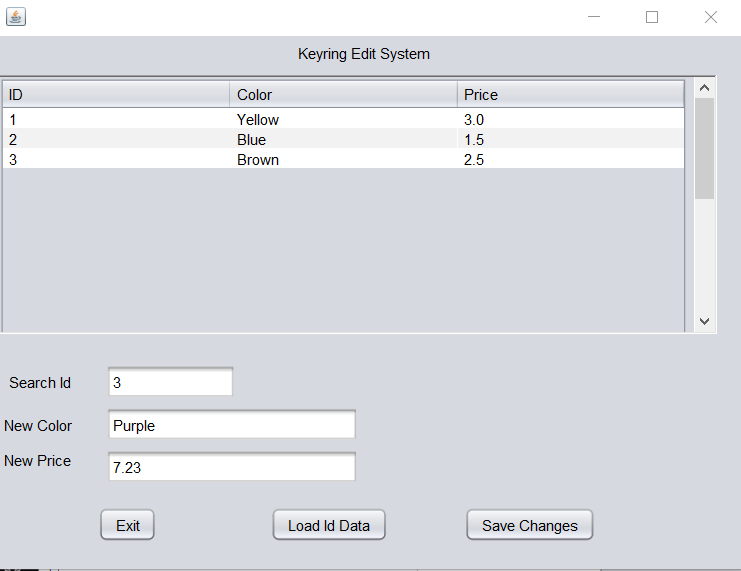 Keyring Edit System
ID Color Price
1 Yellow 3.0
2 Blue 1.5
3 Brown 2.5
Search Id 3
New Color Purple
New Price 7.23
Exit Load Id Data Save Changes